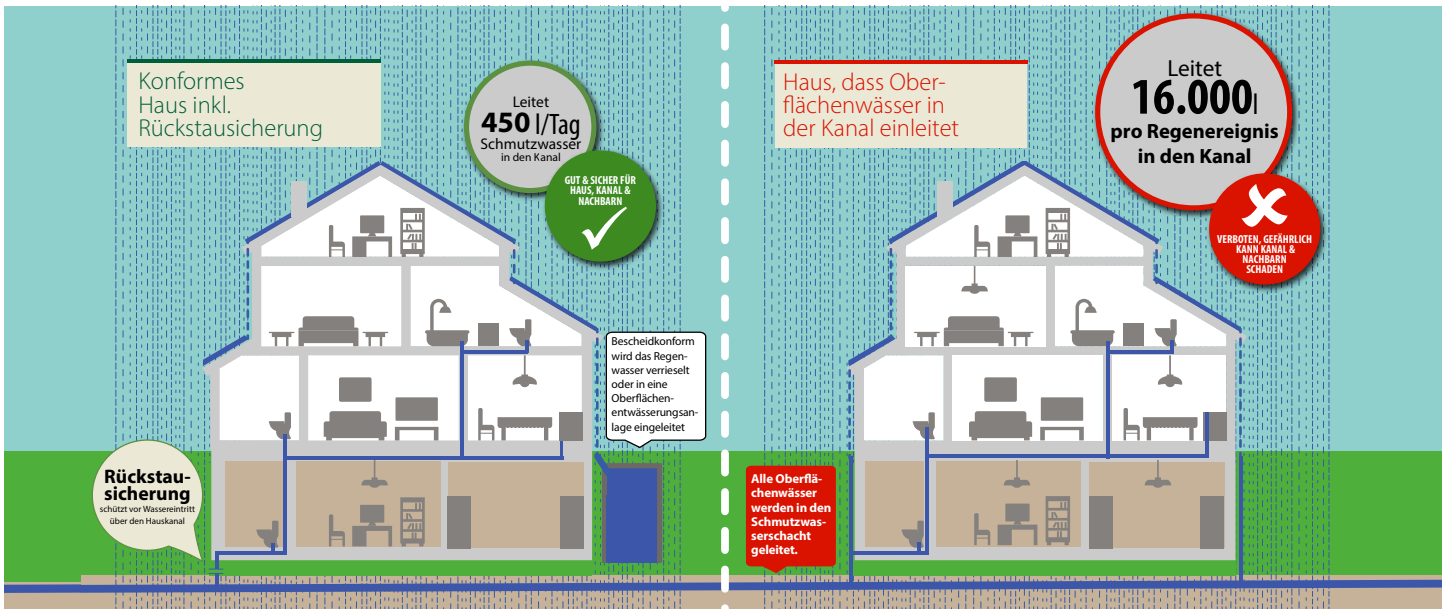 Konformes
Haus inkl.
Rückstausicherung
Leitet
450 l/Tag
Schmutzwasser
in den Kanal
GUT & SICHER FÜR
HAUS, KANAL &
NACHBARN
Bescheidkonform
wird das Regen-
wasser verrieselt
oder in eine
Oberflächen-
entwässerungsan-
lage eingeleitet
Rückstau-
sicherung
schützt vor Wassereintritt
über den Hauskanal
Haus, dass Ober-
flächenwässer in
der Kanal einleitet
Leitet
16.000l
pro Regenereignis
in den Kanal
VERBOTEN, GEFÄHRLICH
KANN KANAL &
NACHBARN
SCHADEN
Alle Oberflä-
chenwässer
werden in den
Schmutzwas-
serschacht
geleitet.